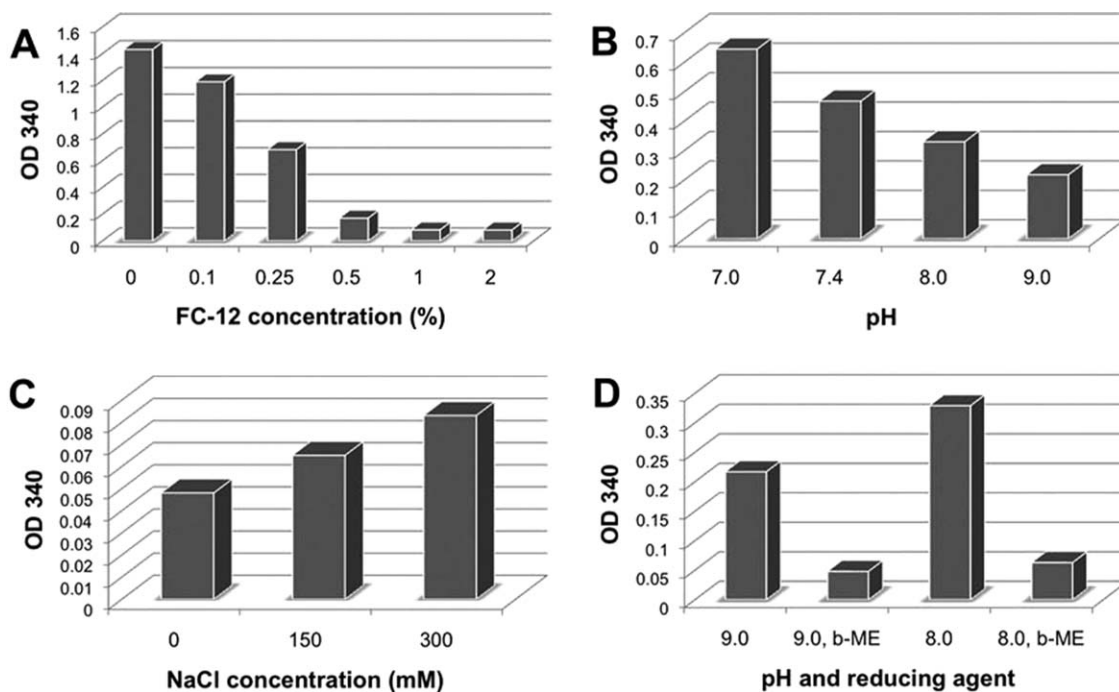 A
OD 340
1.6
1.4
1.2
1
0.8
0.6
0.4
0.2
0
0 0.1 0.25 0.5 1 2
FC-12 concentration (%)
B
OD 340
0.7
0.6
0.5
0.4
0.3
0.2
0.1
0
7.0 7.4 8.0 9.0
pH
C
OD 340
0.09
0.08
0.07
0.06
0.05
0.04
0.03
0.02
0.01
0
0 150 300
NaCl concentration (mM)
D
OD 340
0.35
0.3
0.25
0.2
0.15
0.1
0.05
0
9.0 9.0, b-ME 8.0 8.0, b-ME
pH and reducing agent